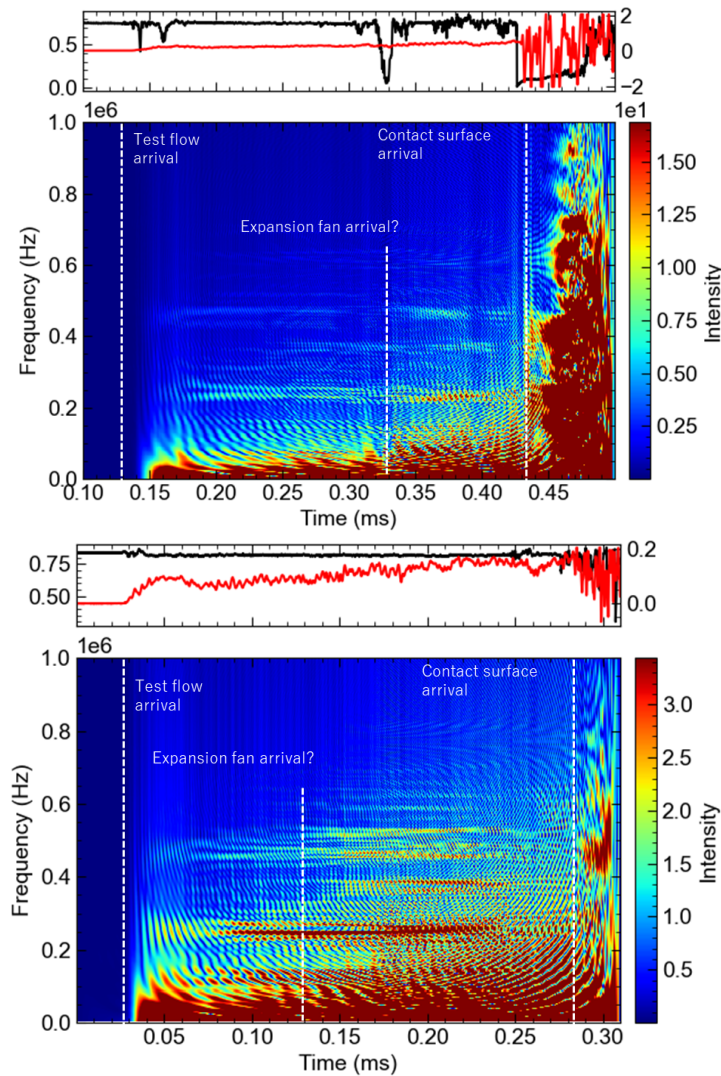 0.5
0.0
2
0
−2
1e6
1e1
Test flow
arrival
Contact surface
arrival
Expansion fan arrival?
1.0
0.8
0.6
0.4
0.2
0.0
Frequency (Hz)
0.10 0.15 0.20 0.25 0.30 0.35 0.40 0.45
Time (ms)
1.50
1.25
1.00
0.75
0.50
0.25
Intensity
0.75
0.50
0.2
0.0
1e6
Test flow
arrival
Contact surface
arrival
Expansion fan arrival?
1.0
0.8
0.6
0.4
0.2
0.0
Frequency (Hz)
0.05 0.10 0.15 0.20 0.25 0.30
Time (ms)
3.0
2.5
2.0
1.5
1.0
0.5
Intensity